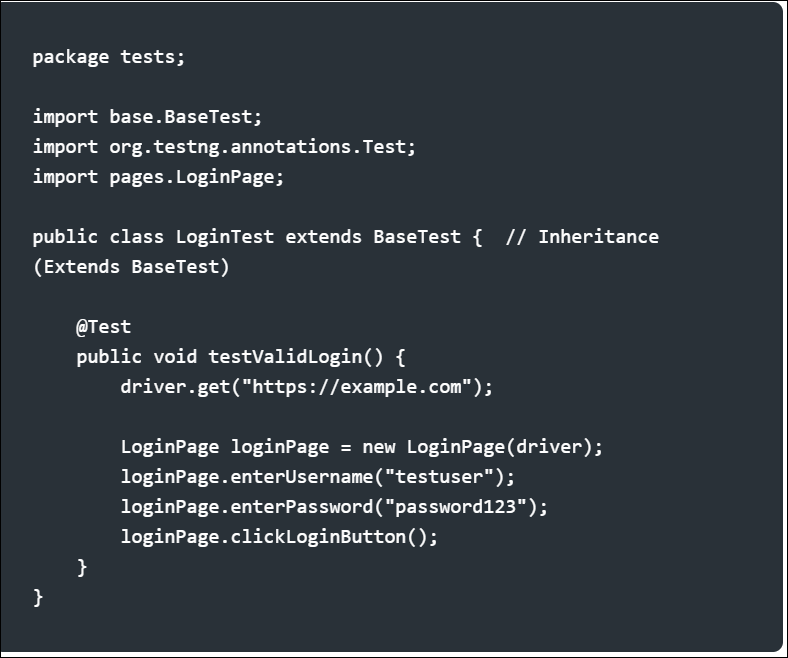 package tests;
import base.BaseTest;
import org.testng.annotations.Test;
import pages.LoginPage;
public class LoginTest extends BaseTest {  // Inheritance
(Extends BaseTest)
    @Test
    public void testValidLogin() {
        driver.get("https://example.com");
        LoginPage loginPage = new LoginPage(driver);
        loginPage.enterUsername("testuser");
        loginPage.enterPassword("password123");
        loginPage.clickLoginButton();
    }
}